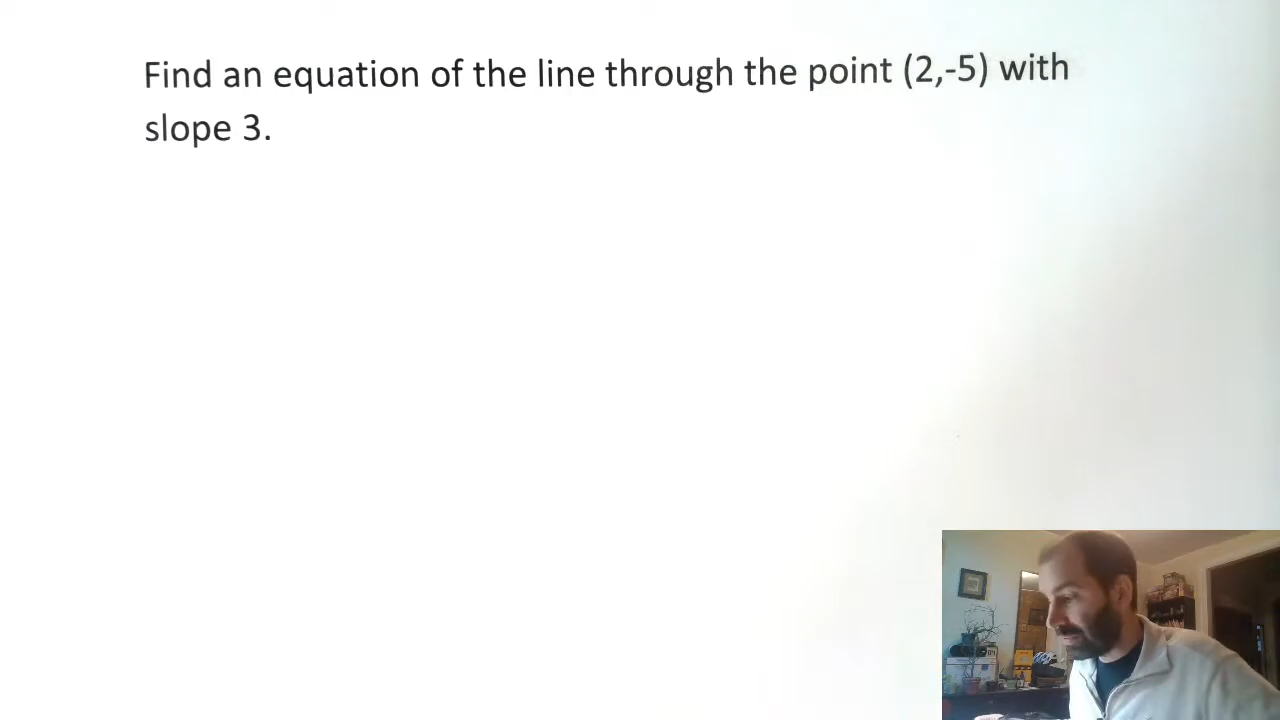 Find an equation of the line through the point (2,-5) with
slope 3.